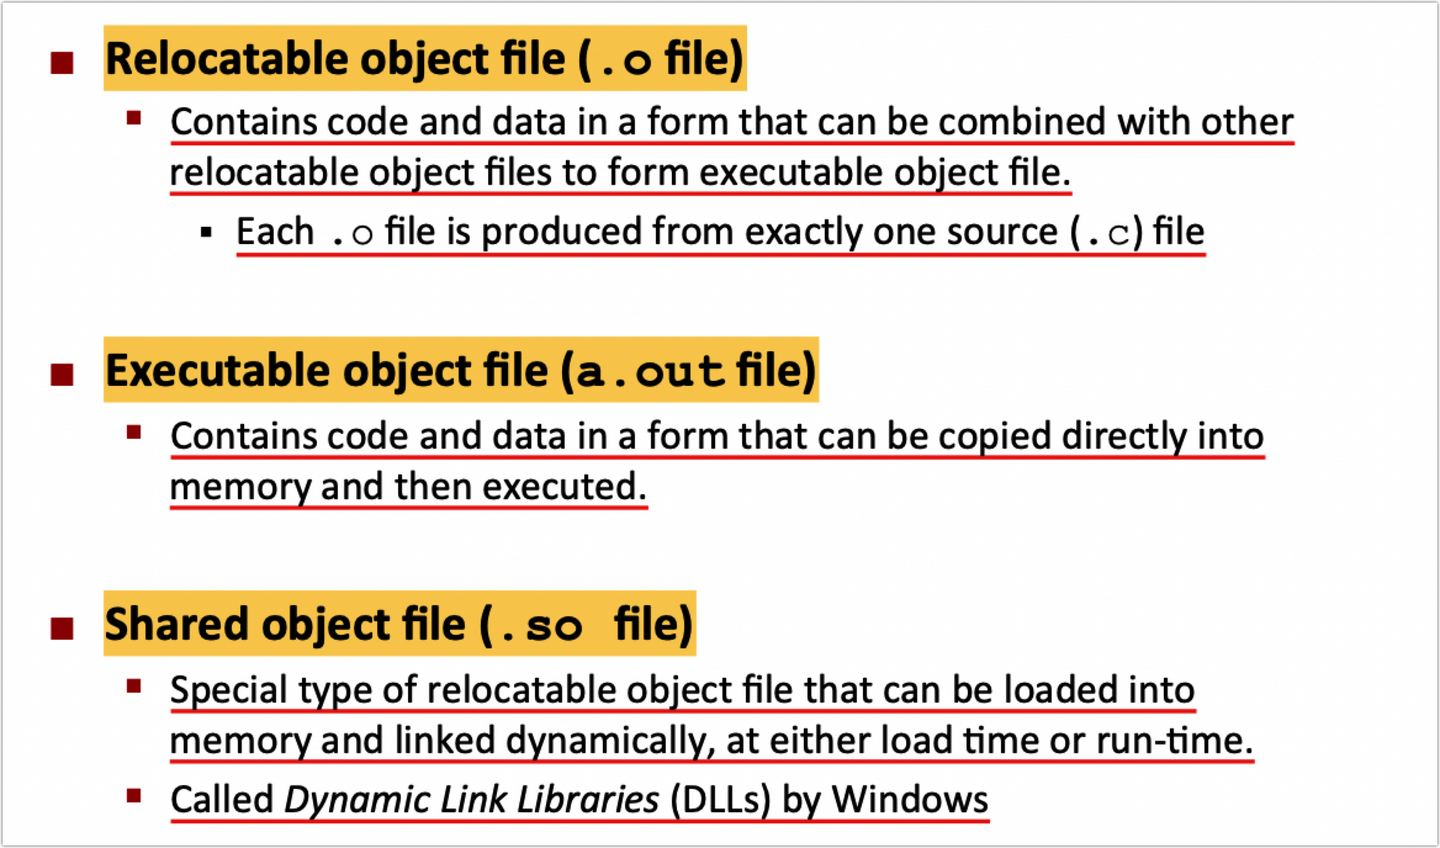 Relocatable object file (.o file)
Contains code and data in a form that can be combined with other
relocatable object files to form executable object file.
Each .o file is produced from exactly one source (.c) file
Executable object file (a.out file)
Contains code and data in a form that can be copied directly into
memory and then executed.
Shared object file (.so file)
Special type of relocatable object file that can be loaded into
memory and linked dynamically, at either load time or run-time.
Called Dynamic Link Libraries (DLLs) by Windows